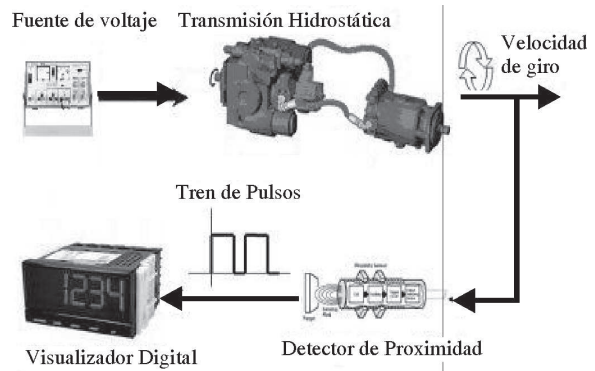 Fuente de voltaje
Transmisión Hidrostática
Velocidad
de giro
Tren de Pulsos
1234
Visualizador Digital
Detector de Proximidad